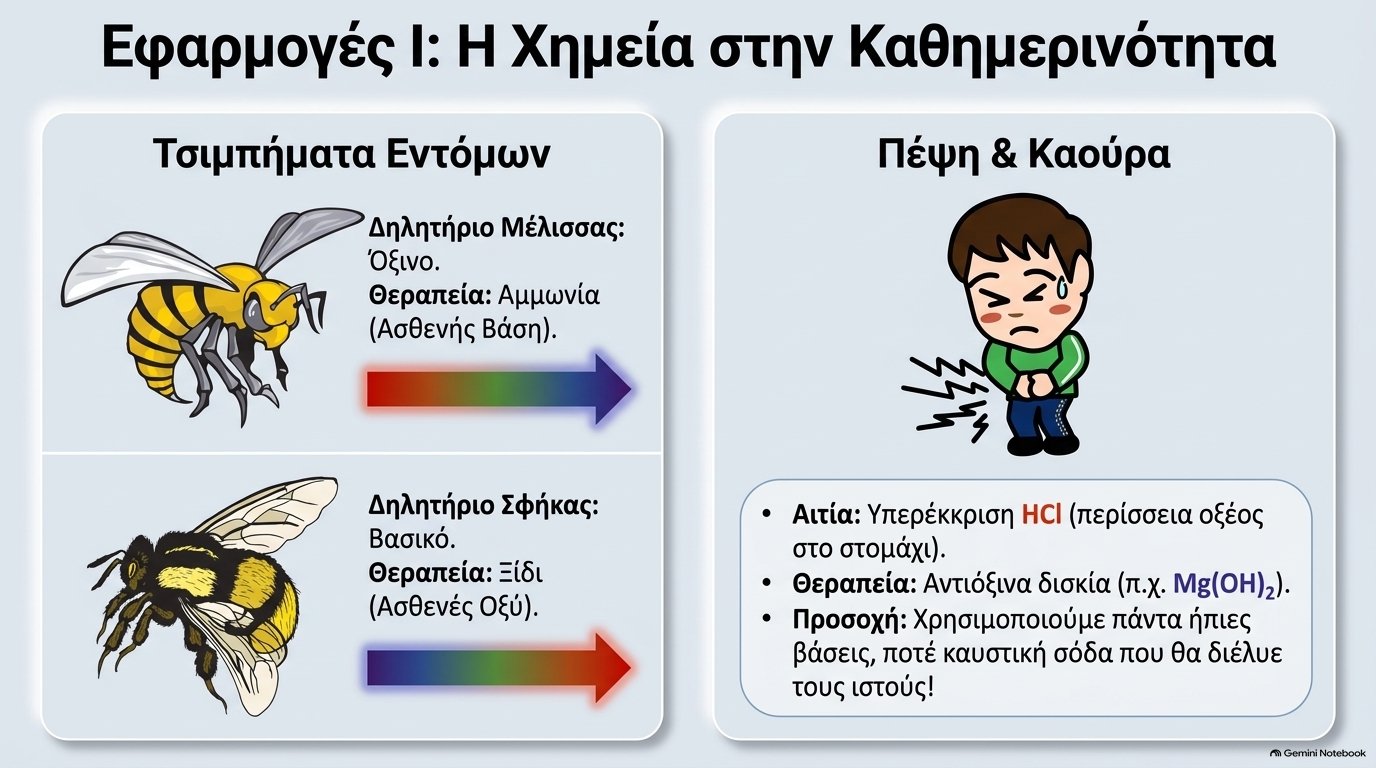 Εφαρμογές Ι: Η Χημεία στην Καθημερινότητα
Τσιμπήματα Εντόμων
Δηλητήριο Μέλισσας:
Όξινο.
Θεραπεία: Αμμωνία
(Ασθενής Βάση).
Δηλητήριο Σφήκας:
Βασικό.
Θεραπεία: Ξίδι
(Ασθενές Οξύ).
Πέψη & Καούρα
• Αιτία: Υπερέκκριση HCl (περίσσεια οξέος
στο στομάχι).
• Θεραπεία: Αντιόξινα δισκία (π.χ. Mg(OH)₂).
• Προσοχή: Χρησιμοποιούμε πάντα ήπιες
βάσεις, ποτέ καυστική σόδα που θα διέλυε
τους ιστούς!
Gemini Notebook